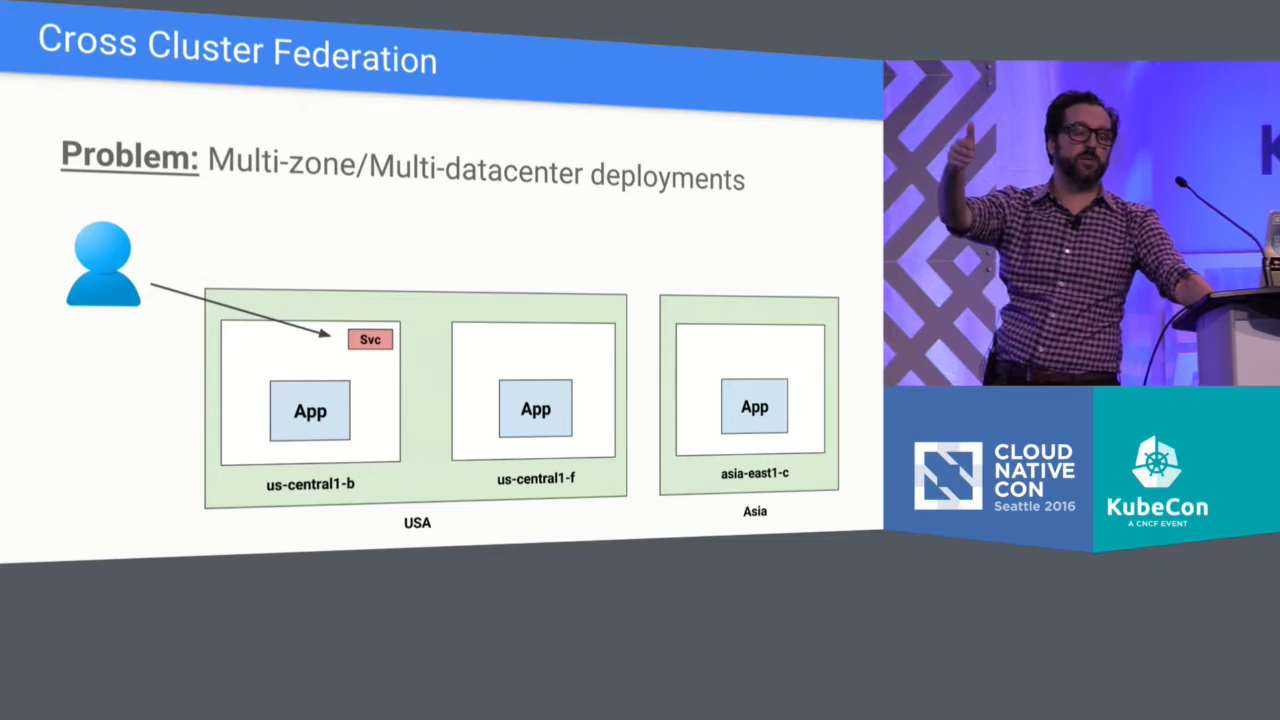 Cross Cluster Federation
Problem: Multi-zone/Multi-datacenter deployments
Svc
App
App
App
us-central1-b
us-central1-f
asia-east1-c
USA
Asia
K
CLOUD
NATIVE
CON
Seattle 2016
KubeCon
A CNCF EVENT